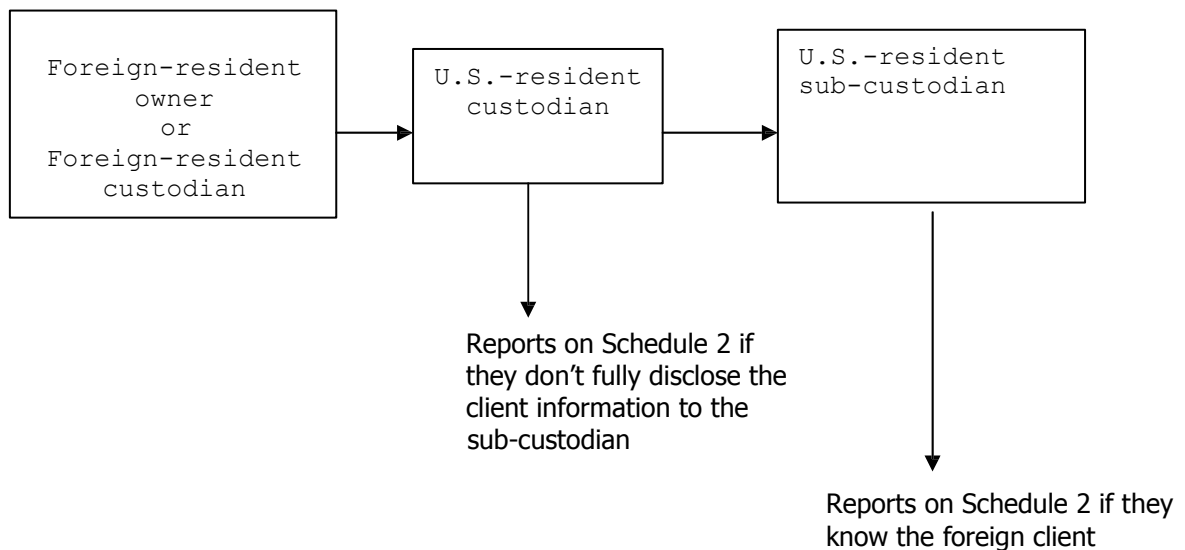 Foreign-resident
owner
or
Foreign-resident
custodian
U.S.-resident
custodian
U.S.-resident
sub-custodian
Reports on Schedule 2 if
they don’t fully disclose the
client information to the
sub-custodian
Reports on Schedule 2 if they
know the foreign client